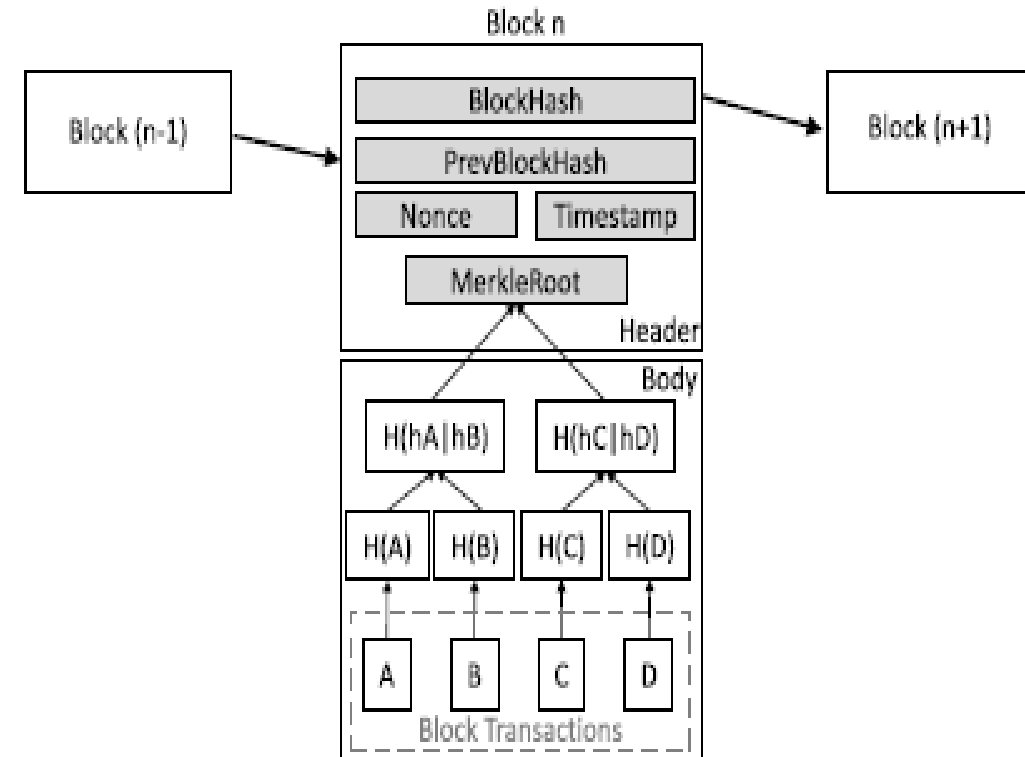 Block n
Block (n-1)
BlockHash
Block (n+1)
PrevBlockHash
Nonce
Timestamp
MerkleRoot
Header
Body
H(hA|hB)
H(hC|hD)
H(A)
H(B)
H(C)
H(D)
A
B
C
D
Block Transactions